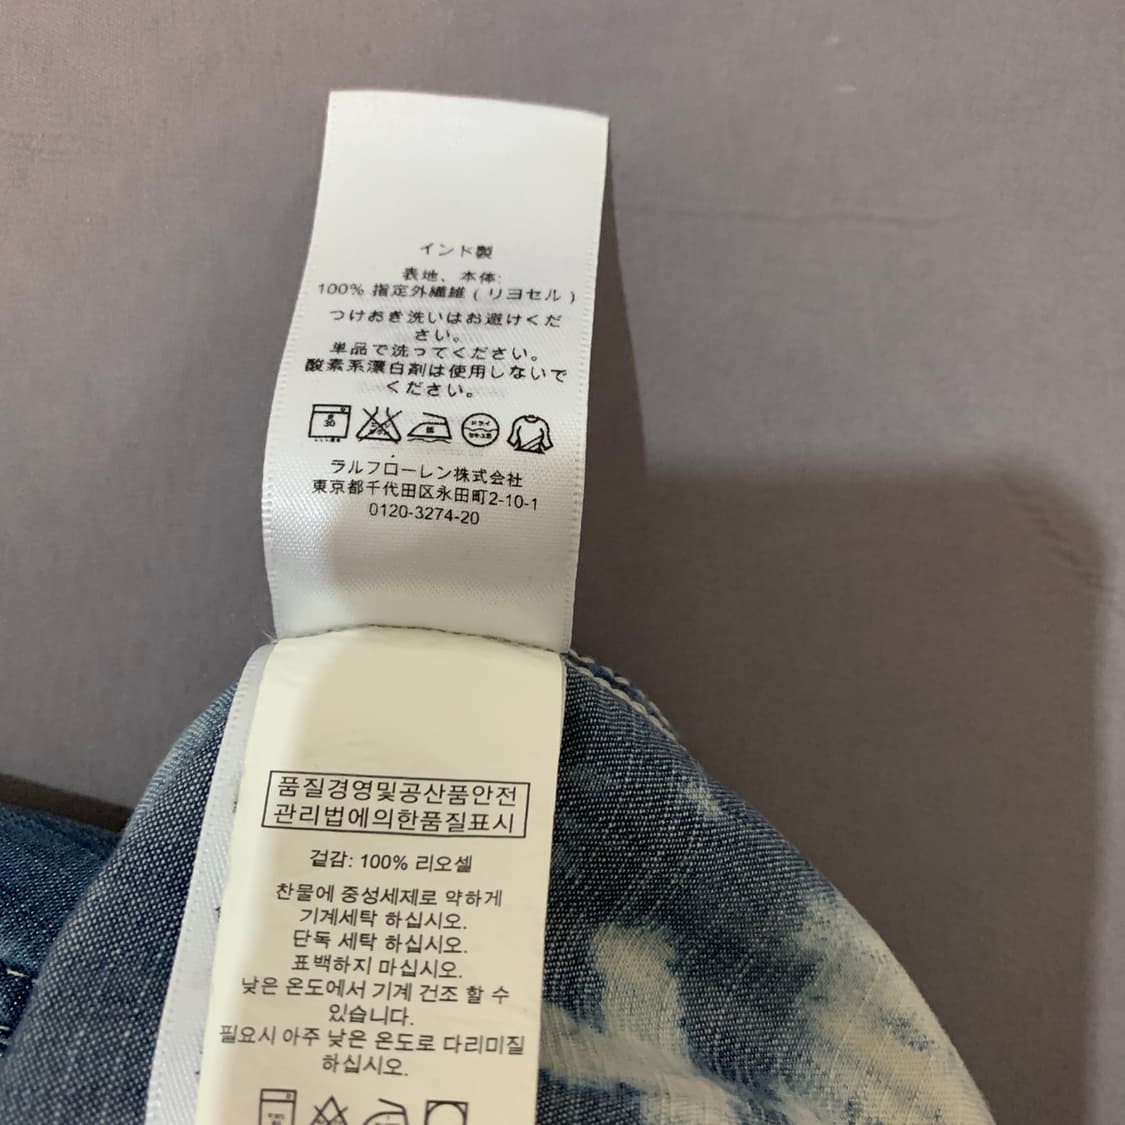 インド製
表地、本体:
100% 指定外繊維 ( リヨセル )
つけおき洗いはお避けくだ
さい。
単品で洗ってください。
酸素系漂白剤は使用しないで
ください。
30
ドライ
ラルフローレン株式会社
東京都千代田区永田町2-10-1
0120-3274-20
품질경영및공산품안전
관리법에의한품질표시
겉감: 100% 리오셀
찬물에 중성세제로 약하게
기계세탁 하십시오.
단독 세탁 하십시오.
표백하지 마십시오.
낮은 온도에서 기계 건조 할 수
있습니다.
필요시 아주 낮은 온도로 다리미질
하십시오.